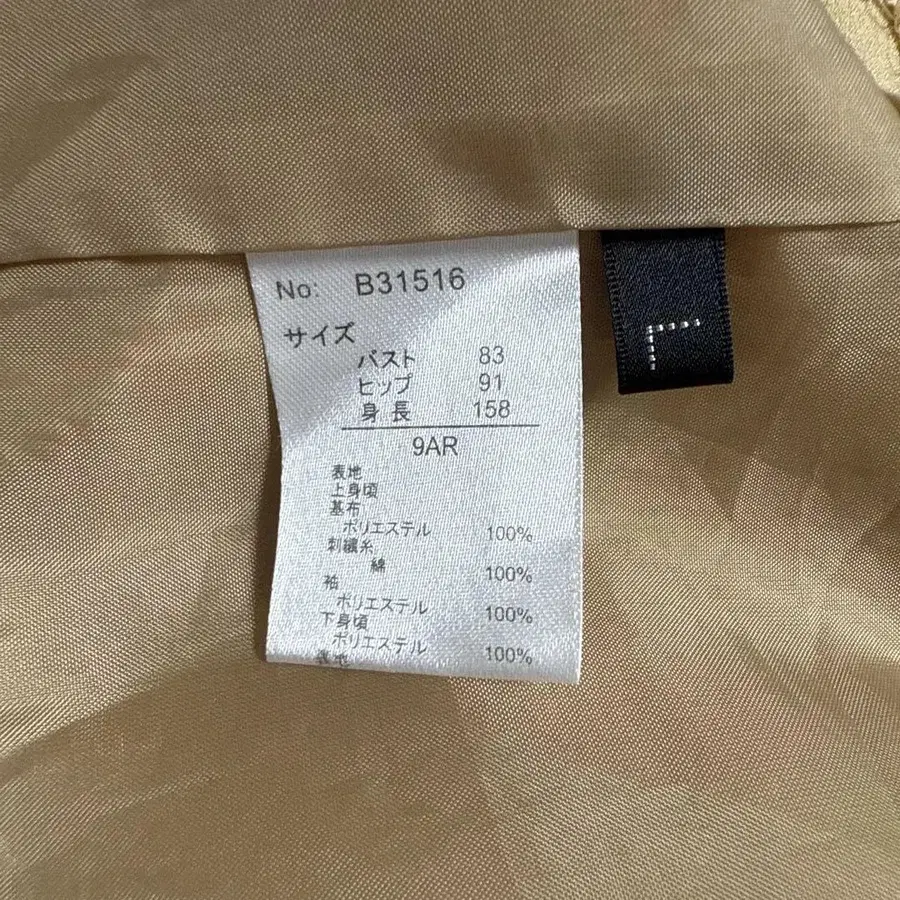 No: B31516
サイズ
バスト 83
ヒップ 91
身長 158
9AR
表地
上身頃
基布
ポリエステル 100%
刺繍糸
綿 100%
袖
ポリエステル 100%
下身頃
ポリエステル 100%
表地
L